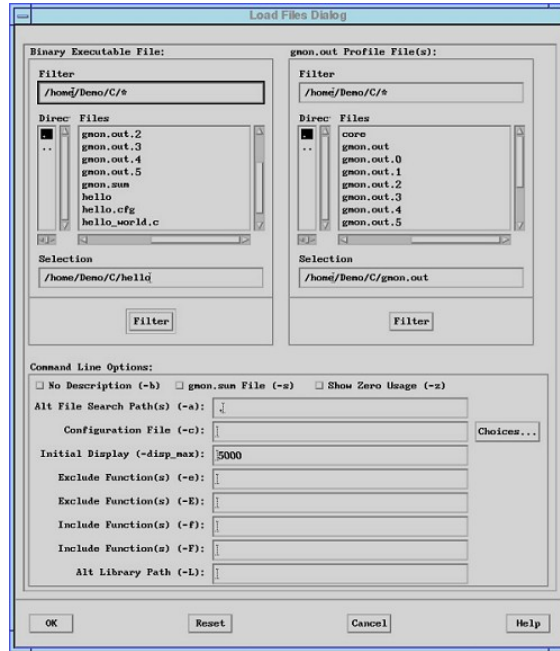 Load Files Dialog
Binary Executable File:
Filter
/home/Demo/C/*
Direc Files
.
..
gmon.out.2
gmon.out.3
gmon.out.4
gmon.out.5
gmon.sum
hello
hello.cfg
hello_world.c
Selection
/home/Demo/C/hello
Filter
gmon.out Profile File(s):
Filter
/home/Demo/C/*
Direc Files
.
..
core
gmon.out
gmon.out.0
gmon.out.1
gmon.out.2
gmon.out.3
gmon.out.4
gmon.out.5
Selection
/home/Demo/C/gmon.out
Filter
Command Line Options:
No Description (-b) gmon.sum File (-s) Show Zero Usage (-z)
Alt File Search Path(s) (-a): .
Configuration File (-c): Choices...
Initial Display (-disp_max): 5000
Exclude Function(s) (-e):
Exclude Function(s) (-E):
Include Function(s) (-f):
Include Function(s) (-F):
Alt Library Path (-L):
OK Reset Cancel Help